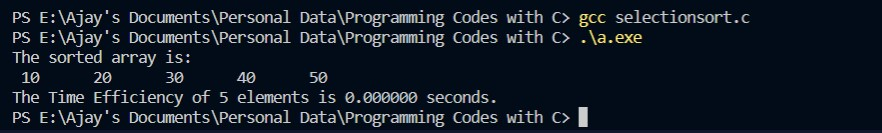 PS E:\Ajay's Documents\Personal Data\Programming Codes with C> gcc selectionsort.c
PS E:\Ajay's Documents\Personal Data\Programming Codes with C> .\a.exe
The sorted array is:
 10      20      30      40      50
The Time Efficiency of 5 elements is 0.000000 seconds.
PS E:\Ajay's Documents\Personal Data\Programming Codes with C>